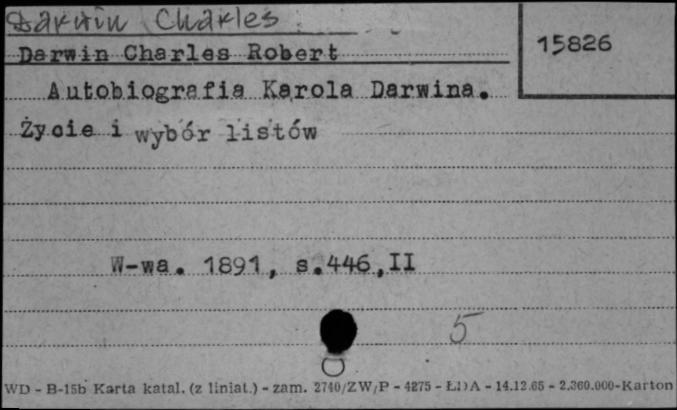 Darwin Charles
15826
Darwin Charles Robert
Autobiografia Karola Darwina.
Życie i wybór listów
W-wa. 1891, s.446,II
5
WD - B-15b Karta katal. (z liniat.) - zam. 2740/ZW/P - 4275 - ŁDA - 14.12.65 - 2.360.000-Karton